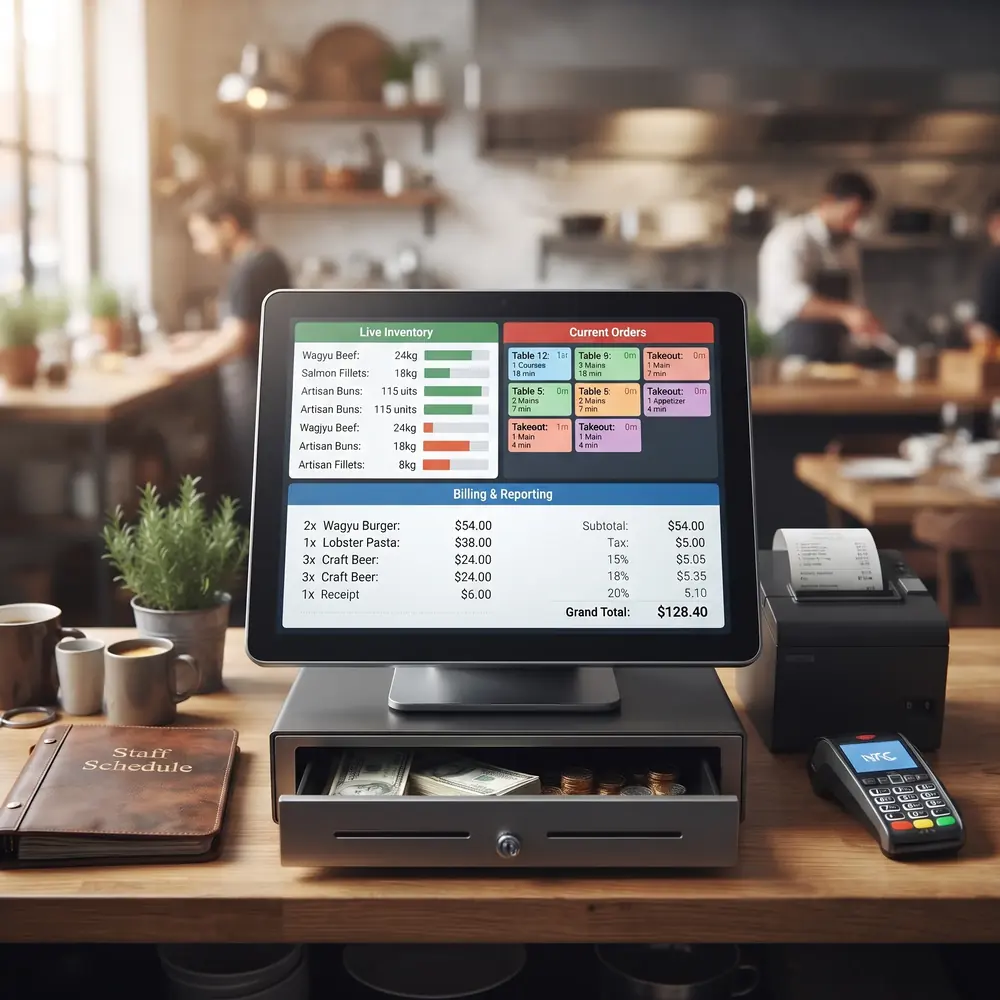 Live Inventory
Wagyu Beef: 24kg
Salmon Fillets: 18kg
Artisan Buns: 115 uits
Artisan Buns: 115 units
Wagyju Beef: 24kg
Artisan Buns: 18kg
Artisan Fillets: 8kg
Current Orders
Table 12: 1ar
1 Courses
18 min
Table 9: 0m
3 Mains
18 min
Takeout: 0m
1 Main
7 min
Table 5: 0m
2 Mains
7 min
Table 5: 0m
2 Mains
7 min
Takeout: 0m
1 Appetizer
4 min
Takeoat: 1m
1 Main
4 min
Takeout: 0m
1 Main
4 min
Billing & Reporting
2x Wagyu Burger: $54.00
1x Lobster Pasta: $38.00
3x Craft Beer: $24.00
3x Craft Beer: $24.00
1x Receipt $6.00
Subtotal: $54.00
Tax: $5.00
15% $5.05
18% $5.35
20% 5.10
Grand Total: $128.40
Staff
Schedule